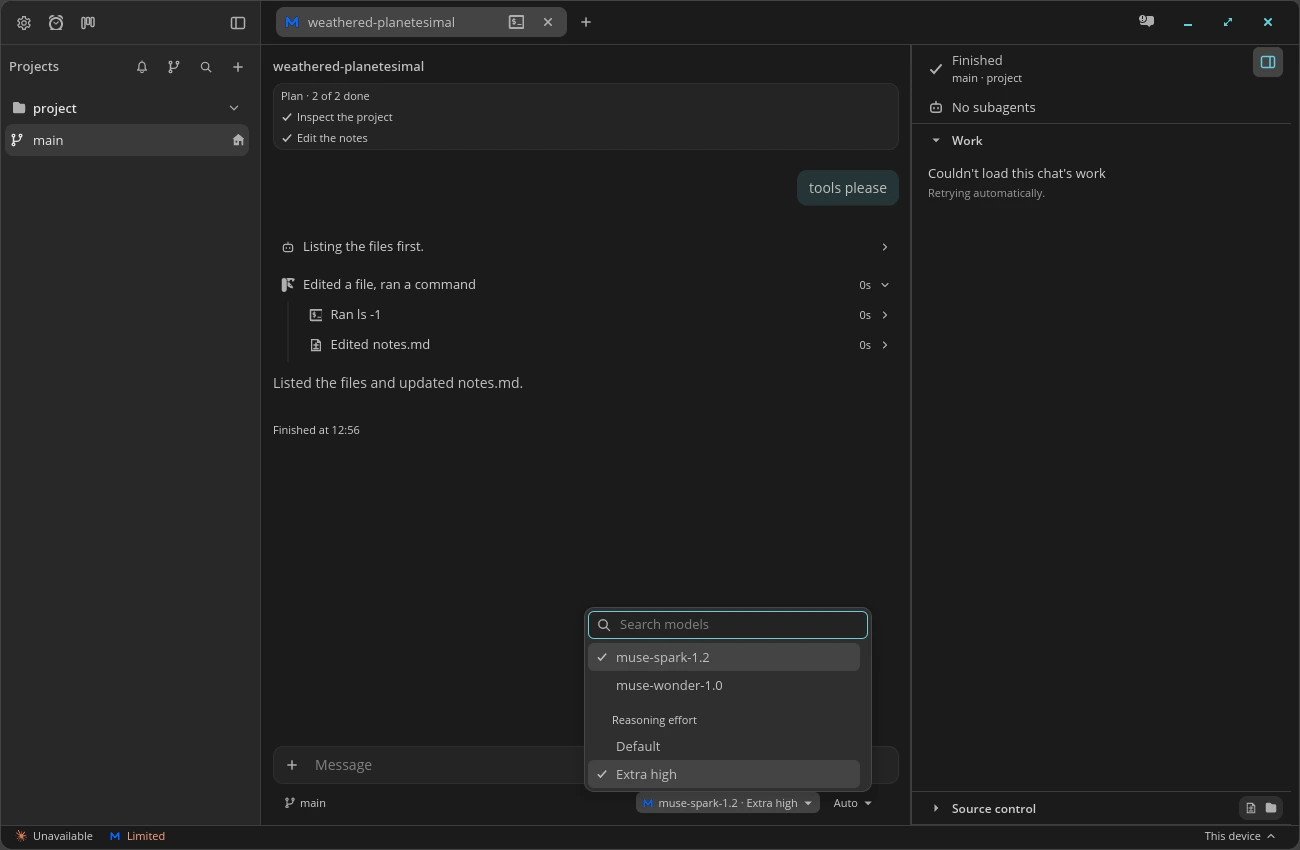 weathered-planetesimal
Projects
project
main
weathered-planetesimal
Plan · 2 of 2 done
Inspect the project
Edit the notes
tools please
Listing the files first.
Edited a file, ran a command 0s
Ran ls -1 0s
Edited notes.md 0s
Listed the files and updated notes.md.
Finished at 12:56
Search models
muse-spark-1.2
muse-wonder-1.0
Reasoning effort
Default
Extra high
Message
main
muse-spark-1.2 · Extra high
Auto
Finished
main · project
No subagents
Work
Couldn't load this chat's work
Retrying automatically.
Source control
Unavailable
Limited
This device